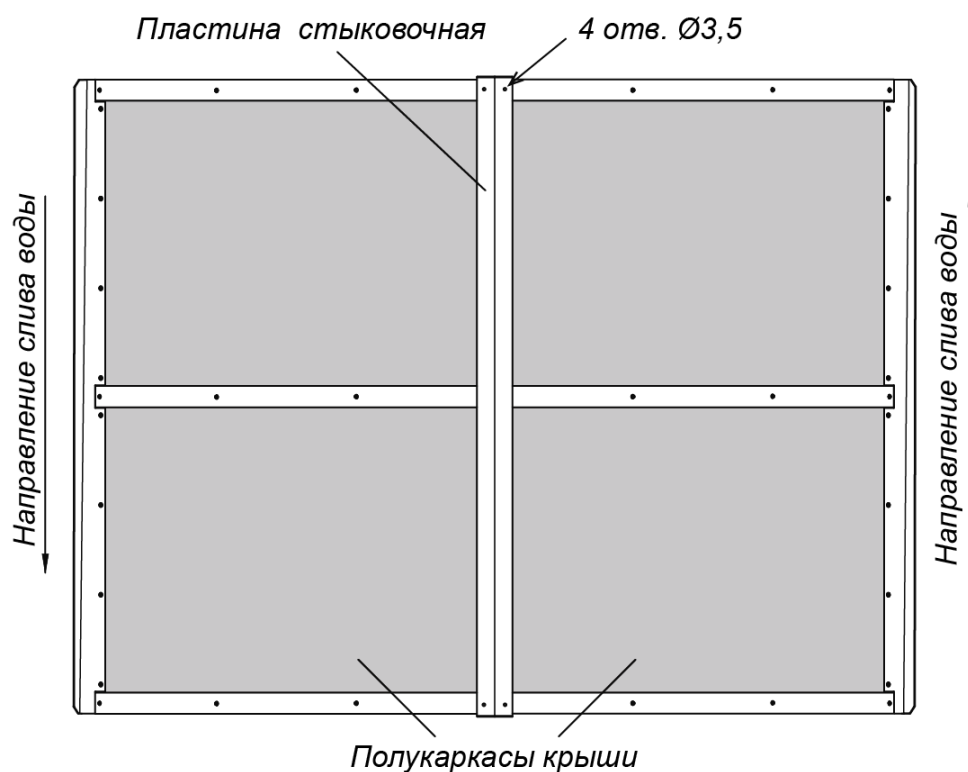 Пластина стыковочная
4 отв. Ø3,5
Направление слива воды
Направление слива воды
Полукаркасы крыши